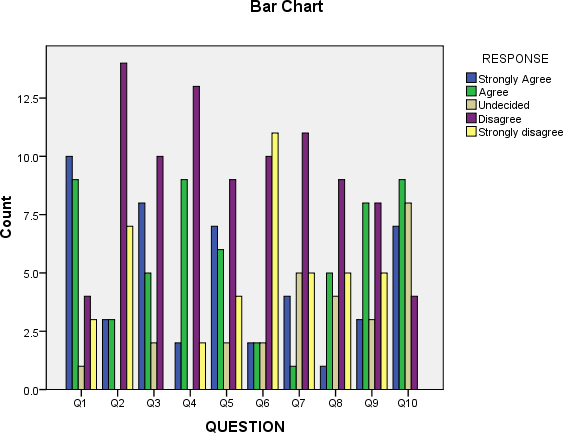 Bar Chart
RESPONSE
Strongly Agree
Agree
Undecided
Disagree
Strongly disagree
Count
12.5
10.0
7.5
5.0
2.5
0.0
Q1 Q2 Q3 Q4 Q5 Q6 Q7 Q8 Q9 Q10
QUESTION